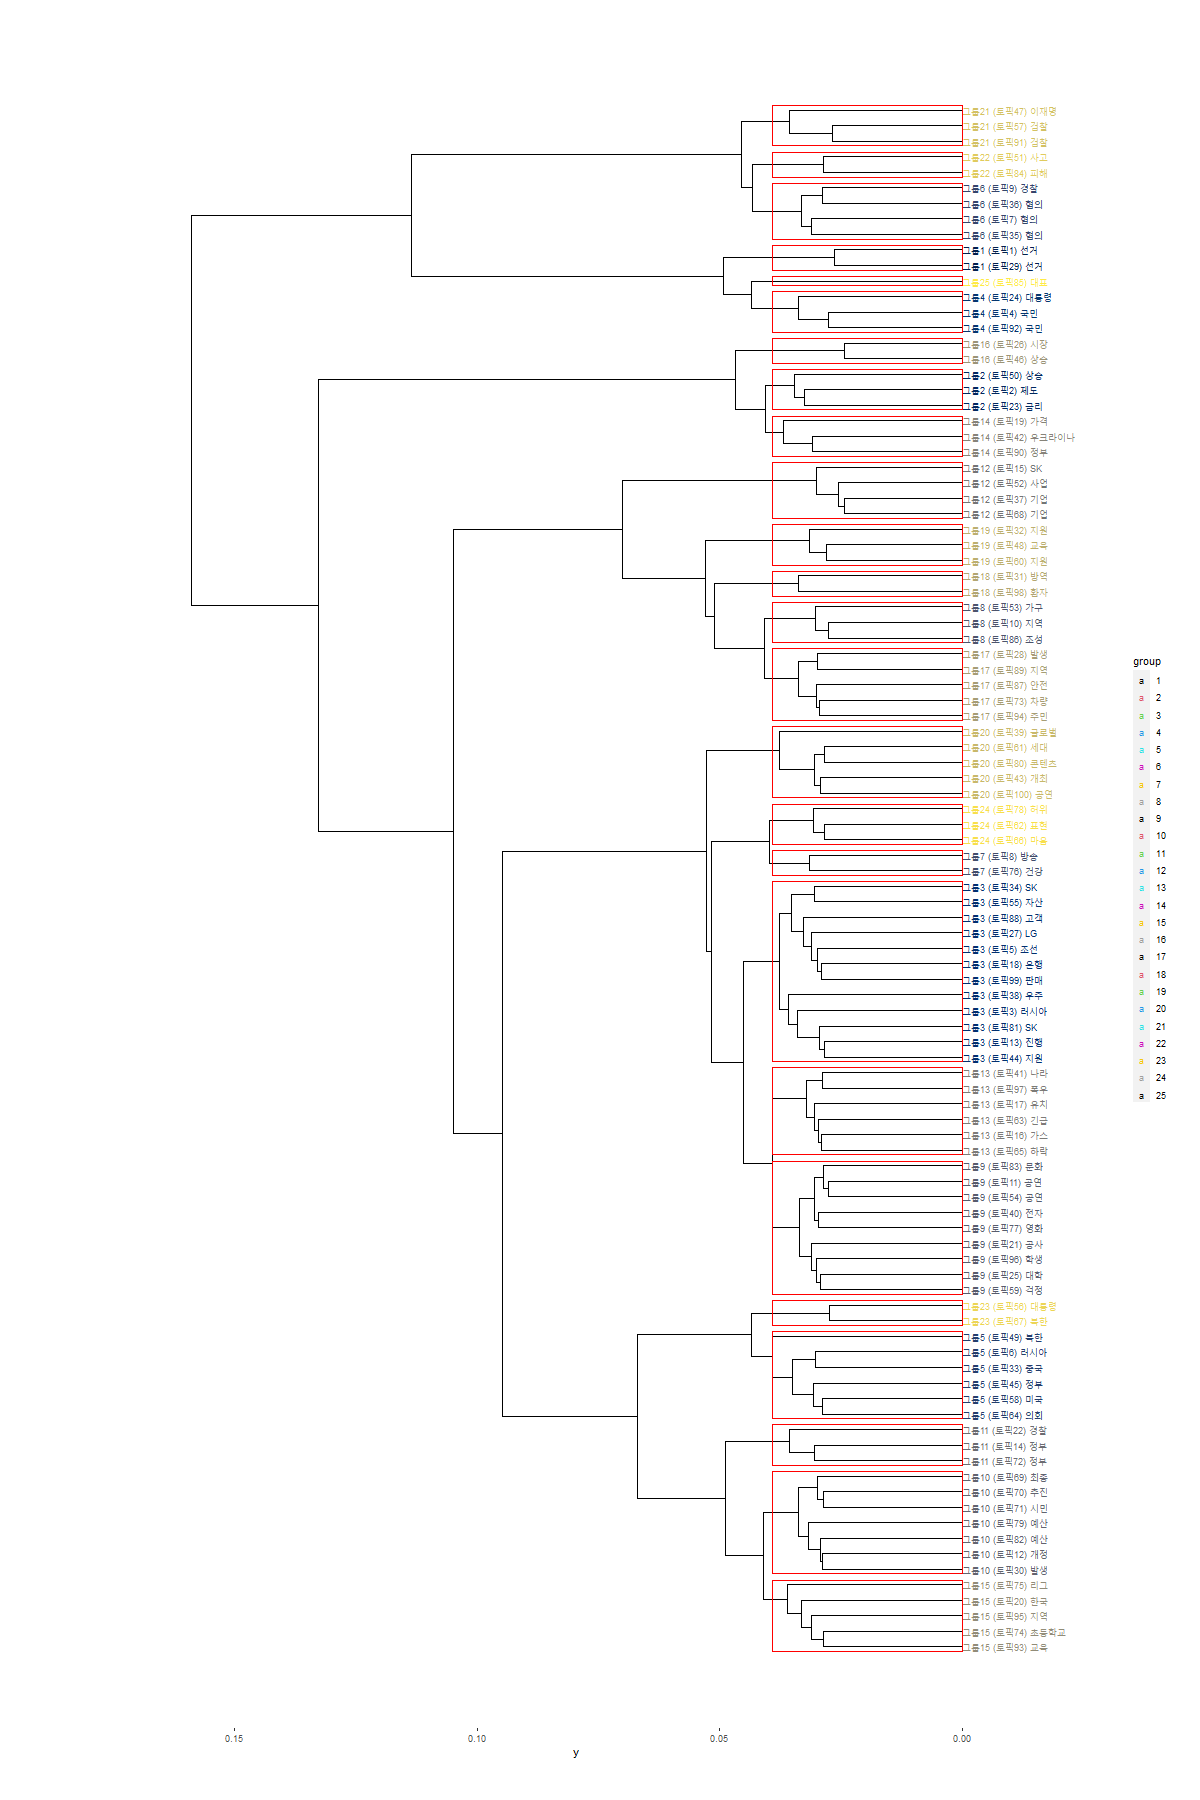 그룹21 (토픽47) 이재명
그룹21 (토픽57) 검찰
그룹21 (토픽91) 검찰
그룹22 (토픽51) 사고
그룹22 (토픽84) 피해
그룹6 (토픽9) 경찰
그룹6 (토픽36) 혐의
그룹6 (토픽7) 혐의
그룹6 (토픽35) 혐의
그룹1 (토픽1) 선거
그룹1 (토픽29) 선거
그룹25 (토픽85) 대표
그룹4 (토픽24) 대통령
그룹4 (토픽4) 국민
그룹4 (토픽92) 국민
그룹16 (토픽26) 시장
그룹16 (토픽46) 상승
그룹2 (토픽50) 상승
그룹2 (토픽2) 제도
그룹2 (토픽23) 금리
그룹14 (토픽19) 가격
그룹14 (토픽42) 우크라이나
그룹14 (토픽90) 정부
그룹12 (토픽15) SK
그룹12 (토픽52) 사업
그룹12 (토픽37) 기업
그룹12 (토픽68) 기업
그룹19 (토픽32) 지원
그룹19 (토픽48) 교육
그룹19 (토픽60) 지원
그룹18 (토픽31) 방역
그룹18 (토픽98) 환자
그룹8 (토픽53) 가구
그룹8 (토픽10) 지역
그룹8 (토픽86) 조성
그룹17 (토픽28) 발생
그룹17 (토픽89) 지역
그룹17 (토픽87) 안전
그룹17 (토픽73) 차량
그룹17 (토픽94) 주민
그룹20 (토픽39) 글로벌
그룹20 (토픽61) 세대
그룹20 (토픽80) 콘텐츠
그룹20 (토픽43) 개최
그룹20 (토픽100) 공연
그룹24 (토픽78) 허위
그룹24 (토픽62) 표현
그룹24 (토픽66) 마음
그룹7 (토픽8) 방송
그룹7 (토픽76) 건강
그룹3 (토픽34) SK
그룹3 (토픽55) 자산
그룹3 (토픽88) 고객
그룹3 (토픽27) LG
그룹3 (토픽5) 조선
그룹3 (토픽18) 은행
그룹3 (토픽99) 판매
그룹3 (토픽38) 우주
그룹3 (토픽3) 러시아
그룹3 (토픽81) SK
그룹3 (토픽13) 진행
그룹3 (토픽44) 지원
그룹13 (토픽41) 나라
그룹13 (토픽97) 폭우
그룹13 (토픽17) 유치
그룹13 (토픽63) 긴급
그룹13 (토픽16) 가스
그룹13 (토픽65) 하락
그룹9 (토픽83) 문화
그룹9 (토픽11) 공연
그룹9 (토픽54) 공연
그룹9 (토픽40) 전자
그룹9 (토픽77) 영화
그룹9 (토픽21) 공사
그룹9 (토픽96) 학생
그룹9 (토픽25) 대학
그룹9 (토픽59) 걱정
그룹23 (토픽56) 대통령
그룹23 (토픽67) 북한
그룹5 (토픽49) 북한
그룹5 (토픽6) 러시아
그룹5 (토픽33) 중국
그룹5 (토픽45) 정부
그룹5 (토픽58) 미국
그룹5 (토픽64) 의회
그룹11 (토픽22) 경찰
그룹11 (토픽14) 정부
그룹11 (토픽72) 정부
그룹10 (토픽69) 최종
그룹10 (토픽70) 추진
그룹10 (토픽71) 시민
그룹10 (토픽79) 예산
그룹10 (토픽82) 예산
그룹10 (토픽12) 개정
그룹10 (토픽30) 발생
그룹15 (토픽75) 리그
그룹15 (토픽20) 한국
그룹15 (토픽95) 지역
그룹15 (토픽74) 초등학교
그룹15 (토픽93) 교육
group
a 1
a 2
a 3
a 4
a 5
a 6
a 7
a 8
a 9
a 10
a 11
a 12
a 13
a 14
a 15
a 16
a 17
a 18
a 19
a 20
a 21
a 22
a 23
a 24
a 25
0.15 0.10 0.05 0.00
y